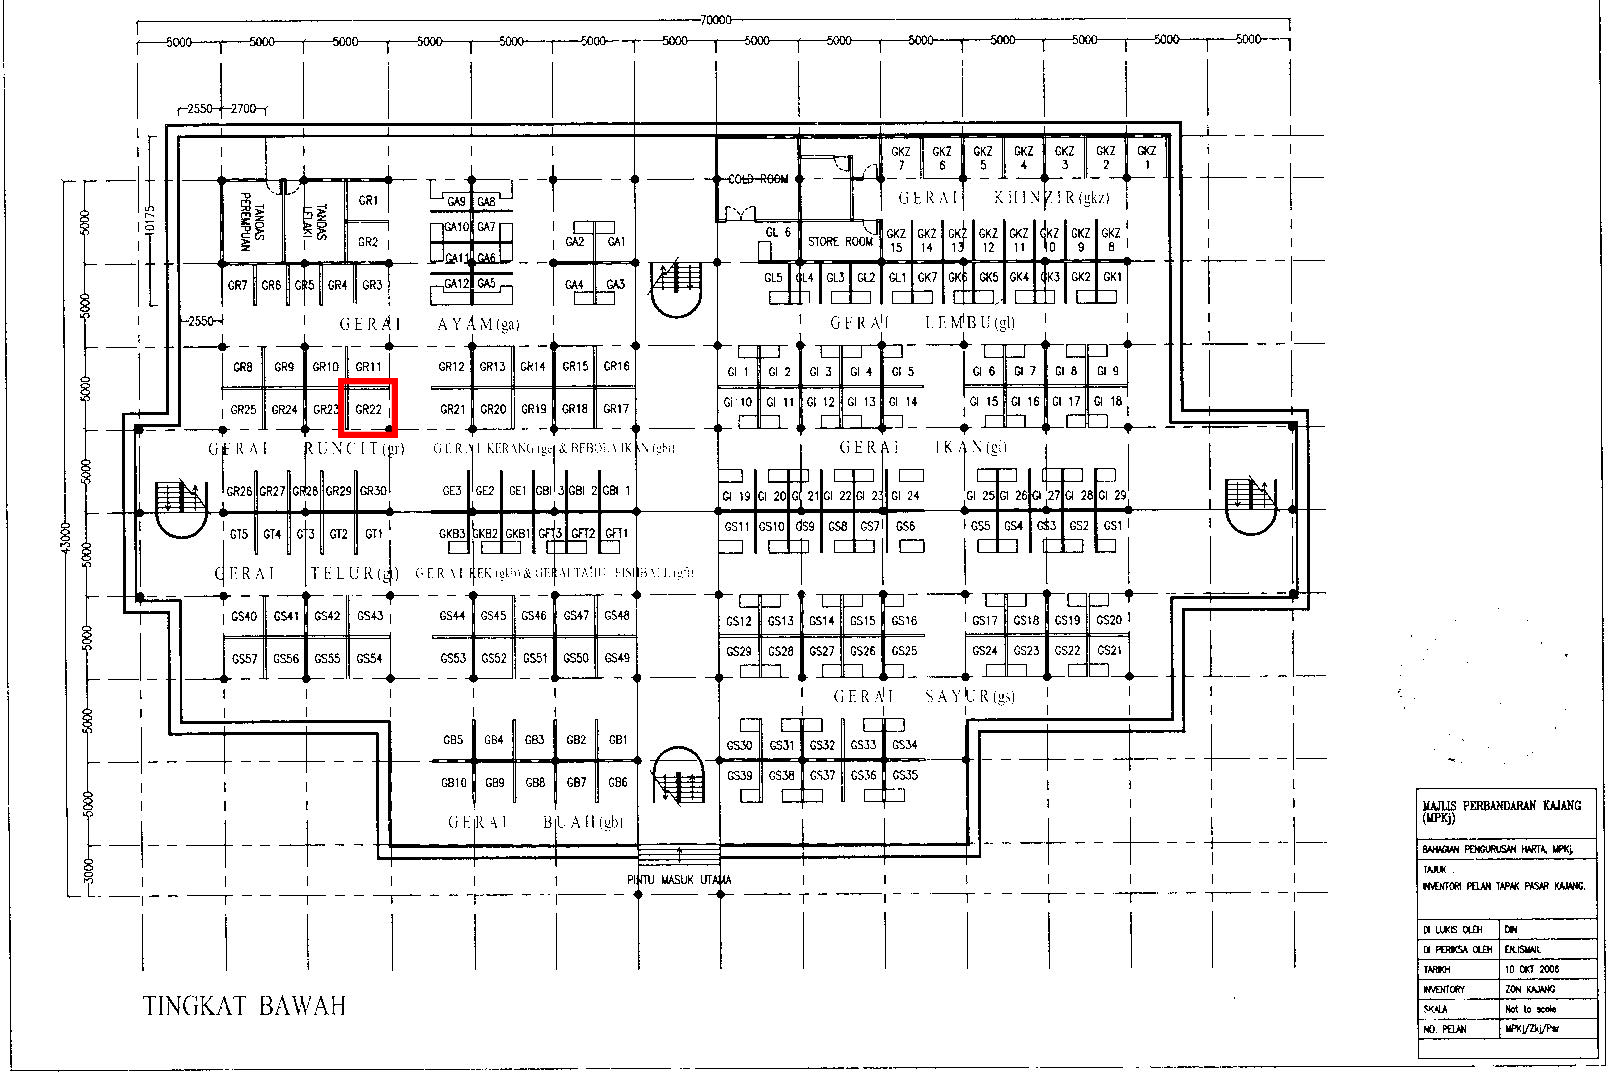 70000
5000 5000 5000 5000 5000 5000 5000 5000 5000 5000 5000 5000 5000 5000
2550 2700
10175
2550
43000
5000
5000
5000
5000
5000
5000
5000
5000
3000
TANDAS PEREMPUAN
TANDAS LELAKI
GR1
GR2
GR7 GR6 GR5 GR4 GR3
GA9 GA8
GA10 GA7
GA11 GA6
GA12 GA5
GA2 GA1
GA4 GA3
COLD ROOM
STORE ROOM
GKZ 7 GKZ 6 GKZ 5 GKZ 4 GKZ 3 GKZ 2 GKZ 1
GERAI KHINZIR(gkz)
GKZ 15 GKZ 14 GKZ 13 GKZ 12 GKZ 11 GKZ 10 GKZ 9 GKZ 8
GL 6
GL5 GL4 GL3 GL2 GL1 GK7 GK6 GK5 GK4 GK3 GK2 GK1
GERAI AYAM(ga)
GERAI LEMBU(gl)
GR8 GR9 GR10 GR11 GR12 GR13 GR14 GR15 GR16
GI 1 GI 2 GI 3 GI 4 GI 5 GI 6 GI 7 GI 8 GI 9
GR25 GR24 GR23 GR22 GR21 GR20 GR19 GR18 GR17
GI 10 GI 11 GI 12 GI 13 GI 14 GI 15 GI 16 GI 17 GI 18
GERAI RUNCIT(gr)
GERAI KERANG(ge) & BEBOLA IKAN(gbi)
GERAI IKAN(gi)
GR26 GR27 GR28 GR29 GR30 GE3 GE2 GE1 GBI 3 GBI 2 GBI 1
GI 19 GI 20 GI 21 GI 22 GI 23 GI 24 GI 25 GI 26 GI 27 GI 28 GI 29
GT5 GT4 GT3 GT2 GT1 GKB3 GKB2 GKB1 GFT3 GFT2 GFT1
GS11 GS10 GS9 GS8 GS7 GS6 GS5 GS4 GS3 GS2 GS1
GERAI TELUR(gt)
GERAI KEK(gkb) & GERAI TAHU FISHBALL(gft)
GS40 GS41 GS42 GS43 GS44 GS45 GS46 GS47 GS48
GS12 GS13 GS14 GS15 GS16 GS17 GS18 GS19 GS20
GS57 GS56 GS55 GS54 GS53 GS52 GS51 GS50 GS49
GS29 GS28 GS27 GS26 GS25 GS24 GS23 GS22 GS21
GERAI SAYUR(gs)
GB5 GB4 GB3 GB2 GB1
GS30 GS31 GS32 GS33 GS34
GB10 GB9 GB8 GB7 GB6
GS39 GS38 GS37 GS36 GS35
GERAI BUAH(gb)
PINTU MASUK UTAMA
TINGKAT BAWAH
MAJLIS PERBANDARAN KAJANG
(MPKj)
BAHAGIAN PENGURUSAN HARTA, MPKj,
TAJUK .
INVENTORI PELAN TAPAK PASAR KAJANG.
DI LUKIS OLEH DIN
DI PERIKSA OLEH EN.ISMAIL
TARIKH 10 OKT 2006
INVENTORY ZON KAJANG
SKALA Not to scale
NO. PELAN MPKj/Zkj/Psr